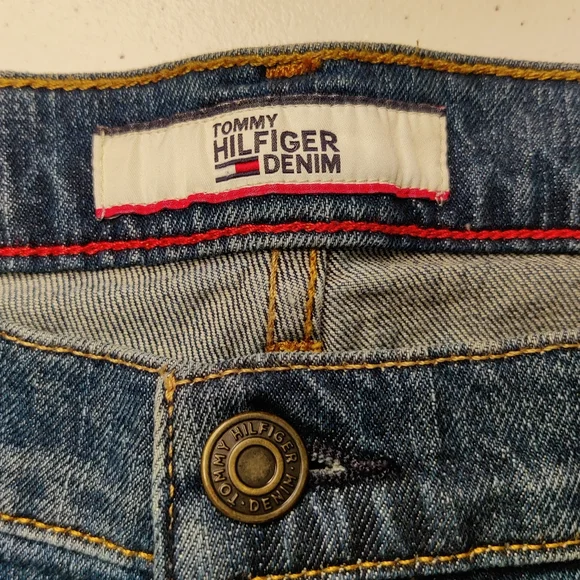 TOMMY
HILFIGER
DENIM
TOMMY HILFIGER · DENIM ·